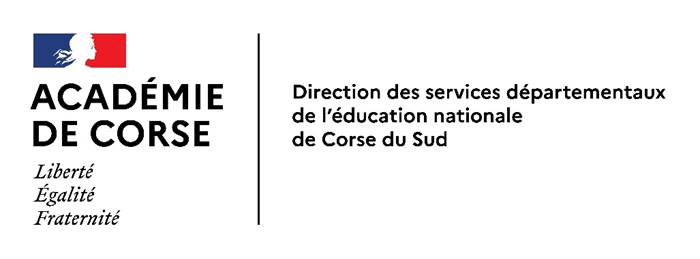 ACADÉMIE
DE CORSE
Liberté
Égalité
Fraternité
Direction des services départementaux
de l'éducation nationale
de Corse du Sud